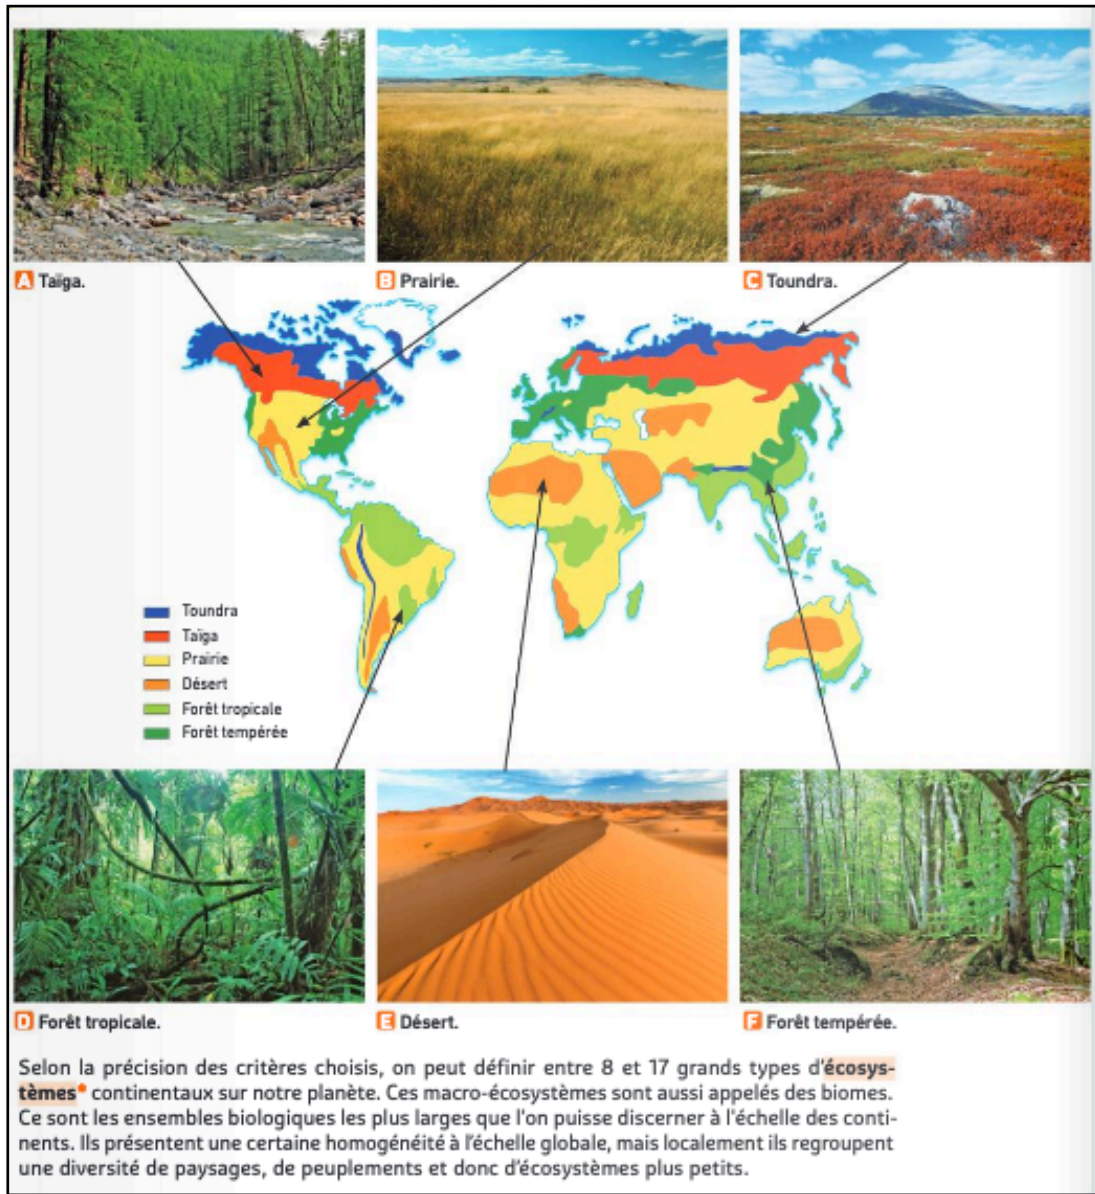 A Taïga.
B Prairie.
C Toundra.
Toundra
Taïga
Prairie
Désert
Forêt tropicale
Forêt tempérée
D Forêt tropicale.
E Désert.
F Forêt tempérée.
Selon la précision des critères choisis, on peut définir entre 8 et 17 grands types d'écosys-
tèmes* continentaux sur notre planète. Ces macro-écosystèmes sont aussi appelés des biomes.
Ce sont les ensembles biologiques les plus larges que l'on puisse discerner à l'échelle des conti-
nents. Ils présentent une certaine homogénéité à l'échelle globale, mais localement ils regroupent
une diversité de paysages, de peuplements et donc d'écosystèmes plus petits.